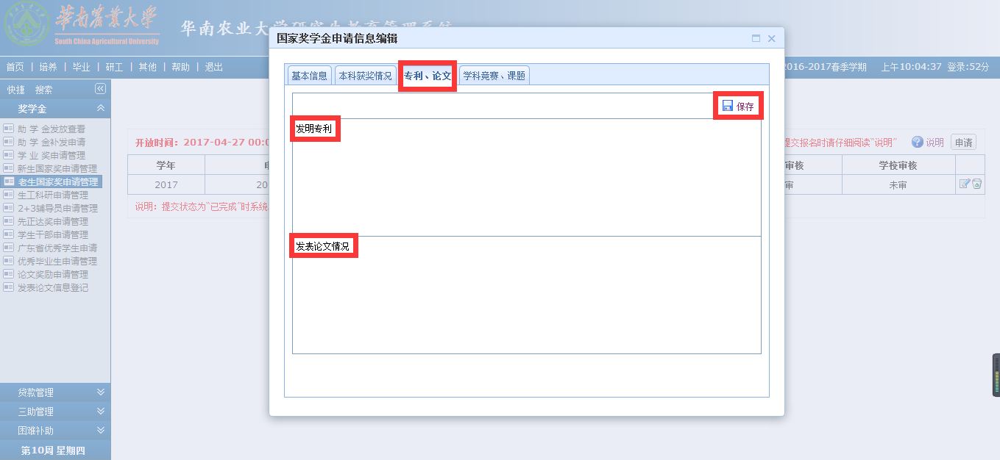 華南农业大学
South China Agricultural University
华南农业大学研究生教育管理系统
首页 | 培养 | 毕业 | 研工 | 其他 | 帮助 | 退出
2016-2017春季学期 上午10:04:37 登录:52分
快捷 搜索
奖学金
助 学 金发放查看
助 学 金补发申请
学 业 奖申请管理
新生国家奖申请管理
老生国家奖申请管理
生工科研申请管理
2+3辅导员申请管理
先正达奖申请管理
学生干部申请管理
广东省优秀学生申请
优秀毕业生申请管理
论文奖励申请管理
发表论文信息登记
贷款管理
三助管理
困难补助
第10周 星期四
开放时间：2017-04-27 00:0
提交报名时请仔细阅读“说明”
说明
申请
学年
审核
学校审核
2017
20
审
未审
说明：提交状态为“已完成”时系统
国家奖学金申请信息编辑
基本信息
本科获奖情况
专利、论文
学科竞赛、课题
保存
发明专利
发表论文情况